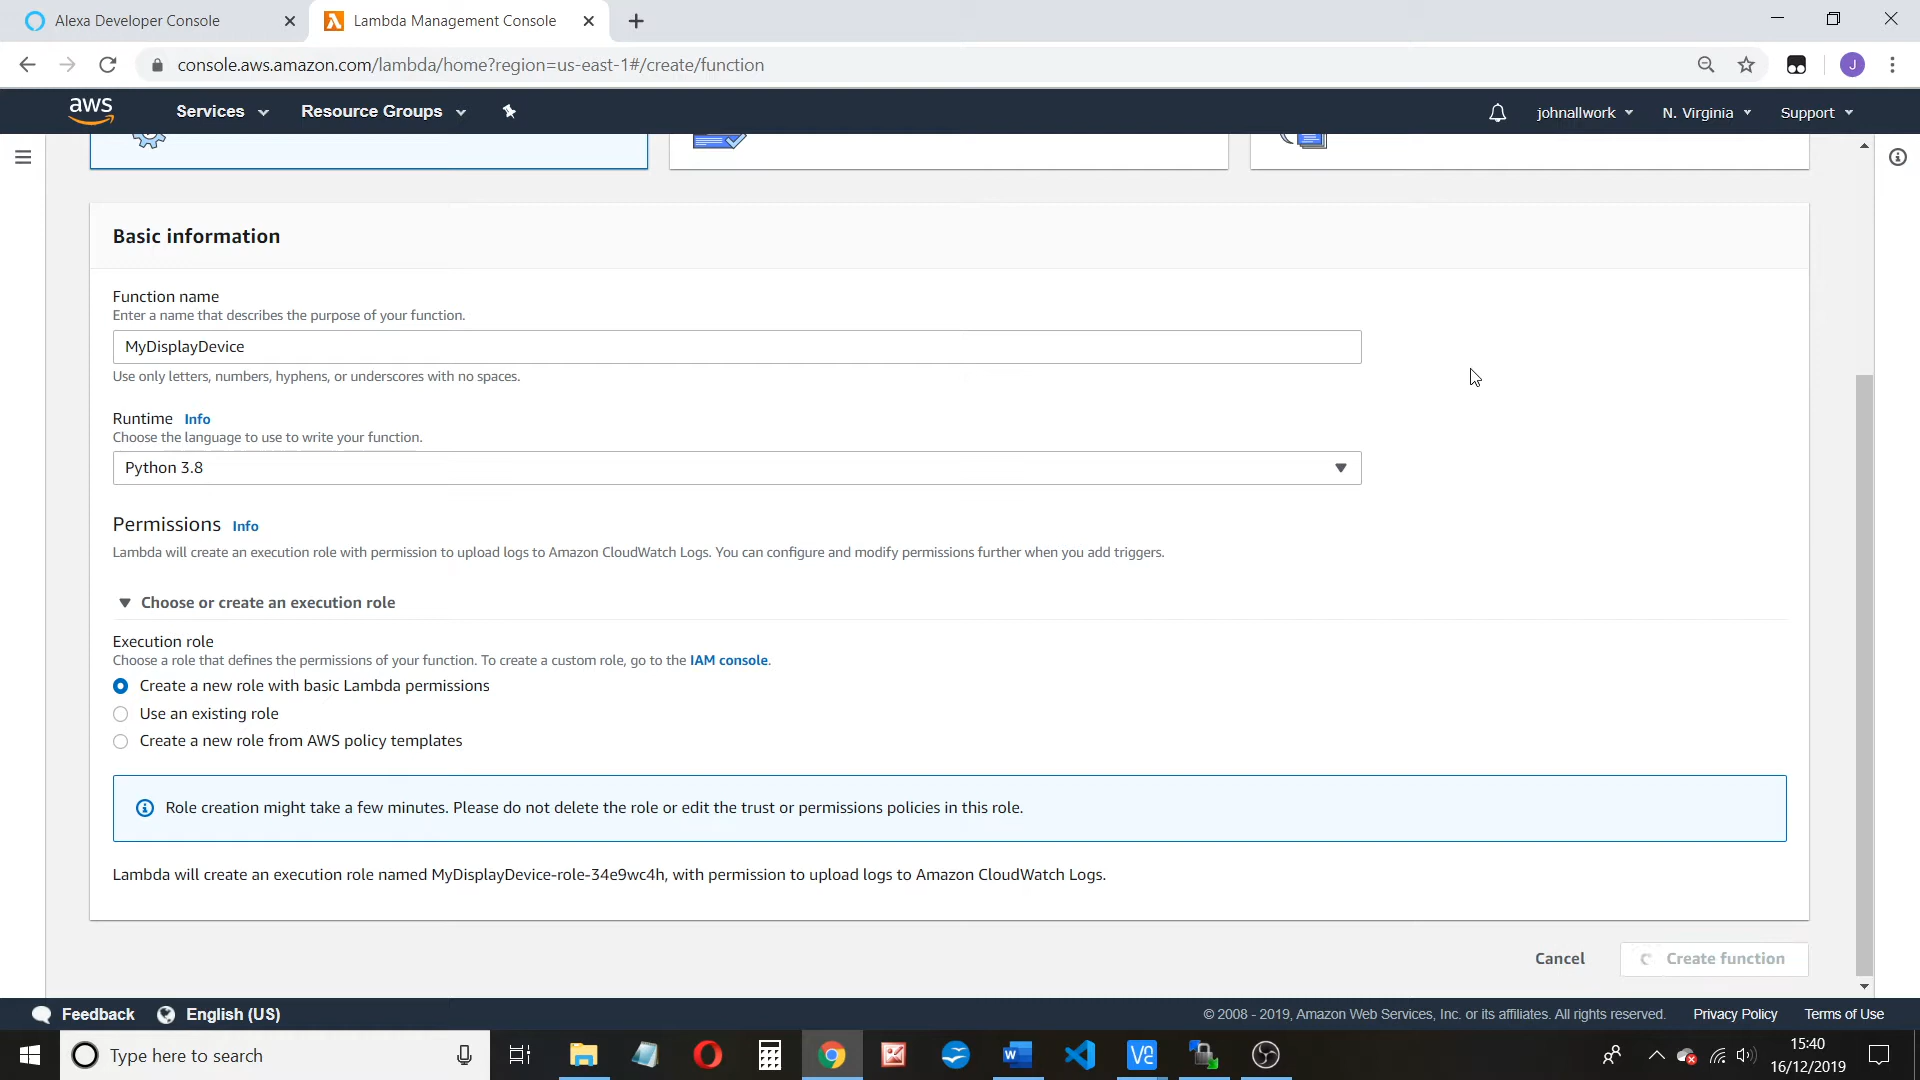 Alexa Developer Console
Lambda Management Console
console.aws.amazon.com/lambda/home?region=us-east-1#/create/function
J
aws
Services
Resource Groups
johnallwork
N. Virginia
Support
Basic information
Function name
Enter a name that describes the purpose of your function.
MyDisplayDevice
Use only letters, numbers, hyphens, or underscores with no spaces.
Runtime Info
Choose the language to use to write your function.
Python 3.8
Permissions Info
Lambda will create an execution role with permission to upload logs to Amazon CloudWatch Logs. You can configure and modify permissions further when you add triggers.
Choose or create an execution role
Execution role
Choose a role that defines the permissions of your function. To create a custom role, go to the IAM console.
Create a new role with basic Lambda permissions
Use an existing role
Create a new role from AWS policy templates
Role creation might take a few minutes. Please do not delete the role or edit the trust or permissions policies in this role.
Lambda will create an execution role named MyDisplayDevice-role-34e9wc4h, with permission to upload logs to Amazon CloudWatch Logs.
Cancel
Create function
Feedback
English (US)
© 2008 - 2019, Amazon Web Services, Inc. or its affiliates. All rights reserved.
Privacy Policy
Terms of Use
Type here to search
15:40
16/12/2019